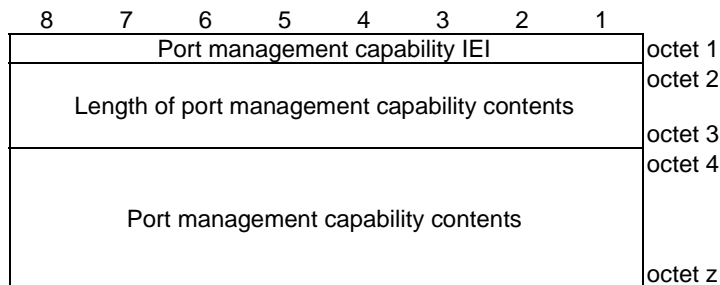 8 7 6 5 4 3 2 1
Port management capability IEI octet 1
octet 2
Length of port management capability contents
octet 3
octet 4
Port management capability contents
octet z